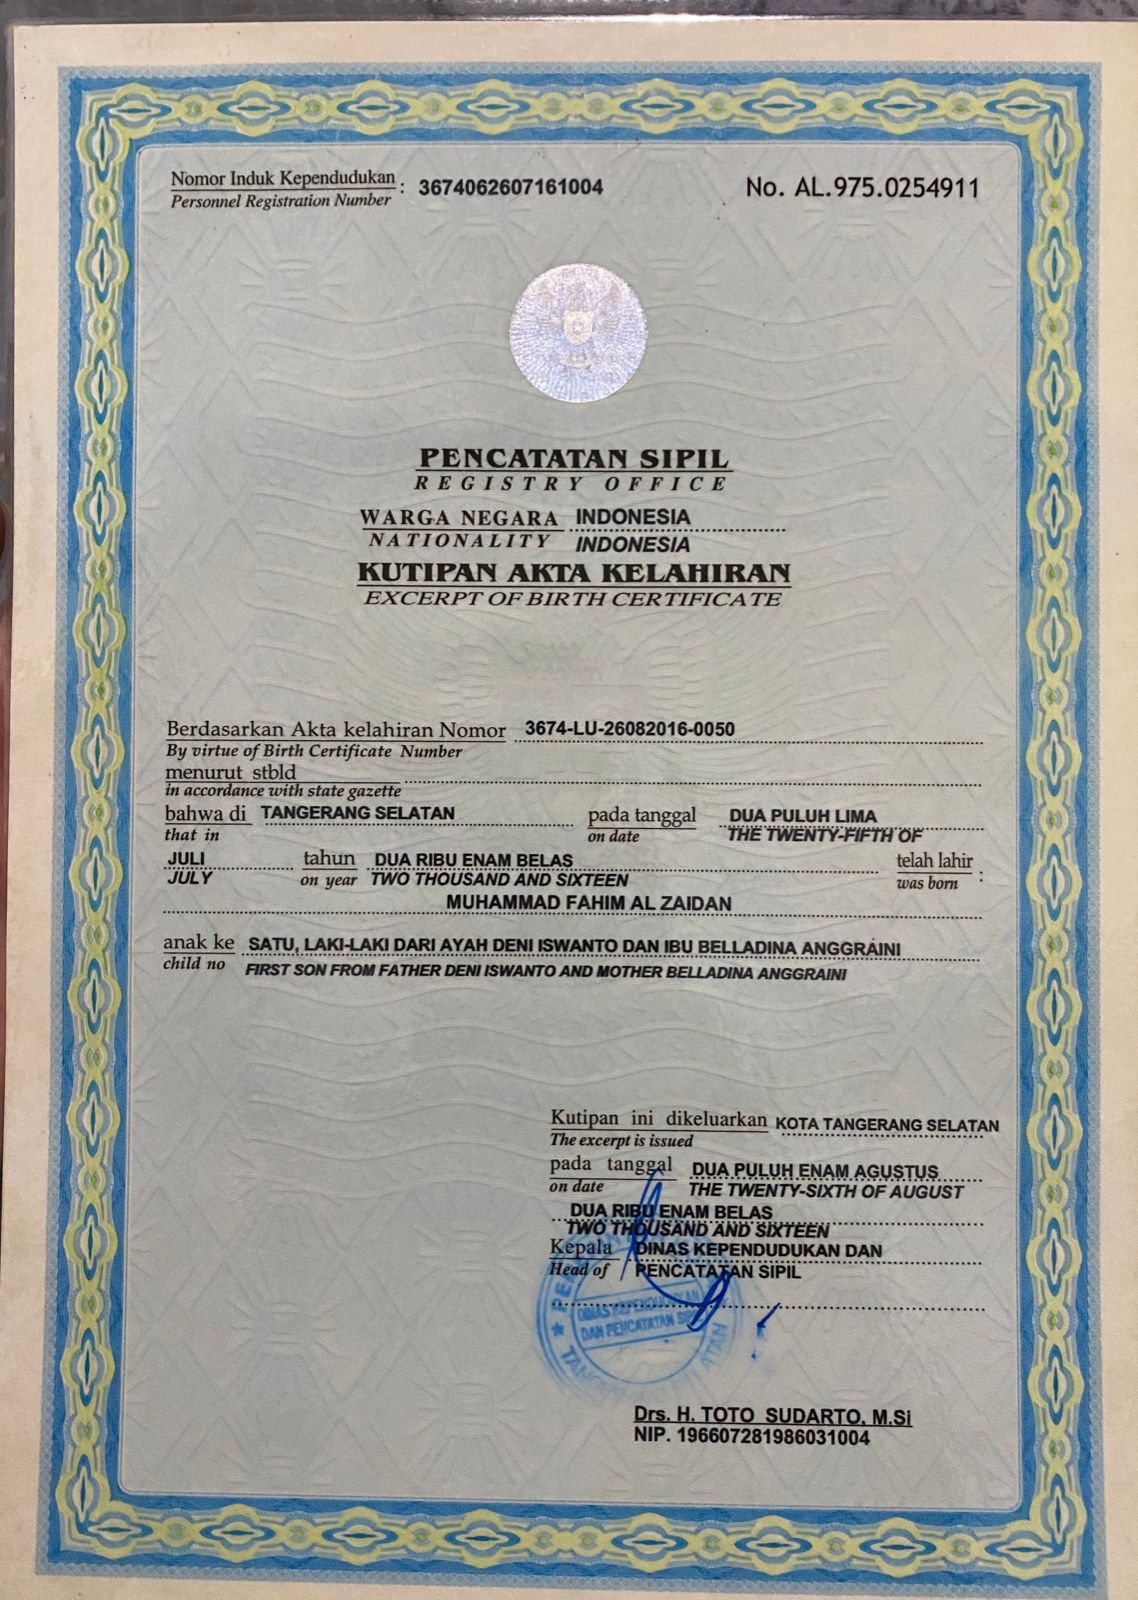 Nomor Induk Kependudukan : 3674062607161004 No. AL.975.0254911
Personnel Registration Number
PENCATATAN SIPIL
REGISTRY OFFICE
WARGA NEGARA INDONESIA
NATIONALITY INDONESIA
KUTIPAN AKTA KELAHIRAN
EXCERPT OF BIRTH CERTIFICATE
Berdasarkan Akta kelahiran Nomor 3674-LU-26082016-0050
By virtue of Birth Certificate Number
menurut stbld
in accordance with state gazette
bahwa di TANGERANG SELATAN pada tanggal DUA PULUH LIMA
that in on date THE TWENTY-FIFTH OF
JULI tahun DUA RIBU ENAM BELAS telah lahir :
JULY on year TWO THOUSAND AND SIXTEEN was born
MUHAMMAD FAHIM AL ZAIDAN
anak ke SATU, LAKI-LAKI DARI AYAH DENI ISWANTO DAN IBU BELLADINA ANGGRAINI
child no FIRST SON FROM FATHER DENI ISWANTO AND MOTHER BELLADINA ANGGRAINI
Kutipan ini dikeluarkan KOTA TANGERANG SELATAN
The excerpt is issued
pada tanggal DUA PULUH ENAM AGUSTUS
on date THE TWENTY-SIXTH OF AUGUST
DUA RIBU ENAM BELAS
TWO THOUSAND AND SIXTEEN
Kepala DINAS KEPENDUDUKAN DAN
Head of PENCATATAN SIPIL
DINAS KEPENDUDUKAN
DAN PENCATATAN SIPIL
Drs. H. TOTO SUDARTO, M.Si
NIP. 196607281986031004